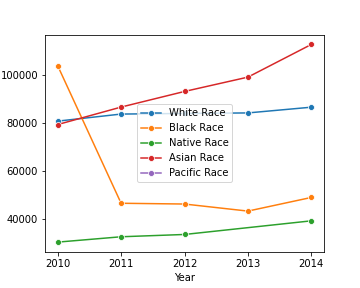 100000
80000
60000
40000
White Race
Black Race
Native Race
Asian Race
Pacific Race
2010 2011 2012 2013 2014
Year